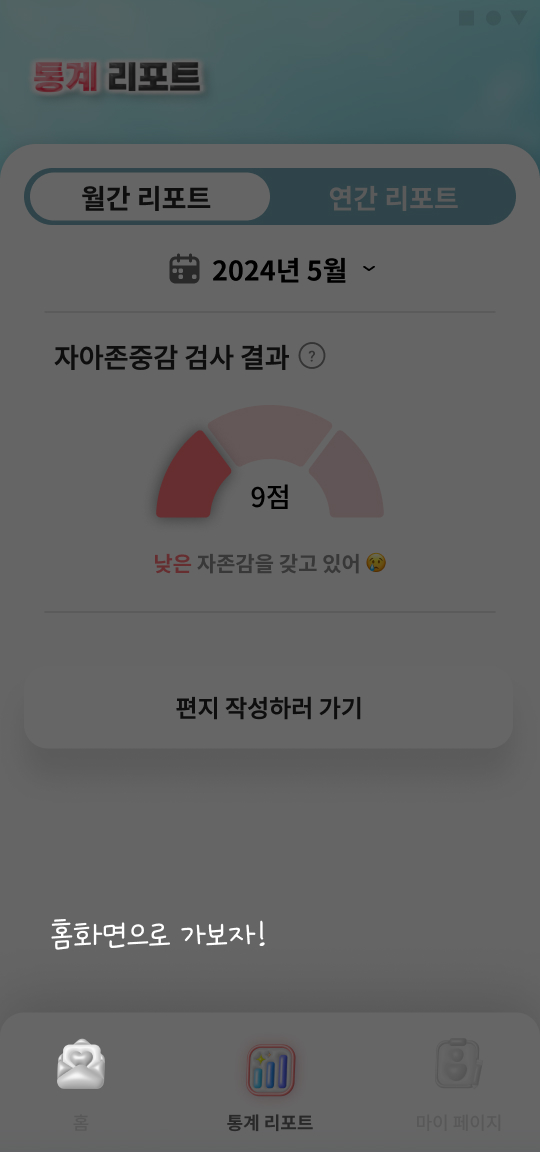 통계 리포트
월간 리포트 연간 리포트
2024년 5월
자아존중감 검사 결과 ?
9점
낮은 자존감을 갖고 있어 😢
편지 작성하러 가기
홈화면으로 가보자!
홈 통계 리포트 마이 페이지